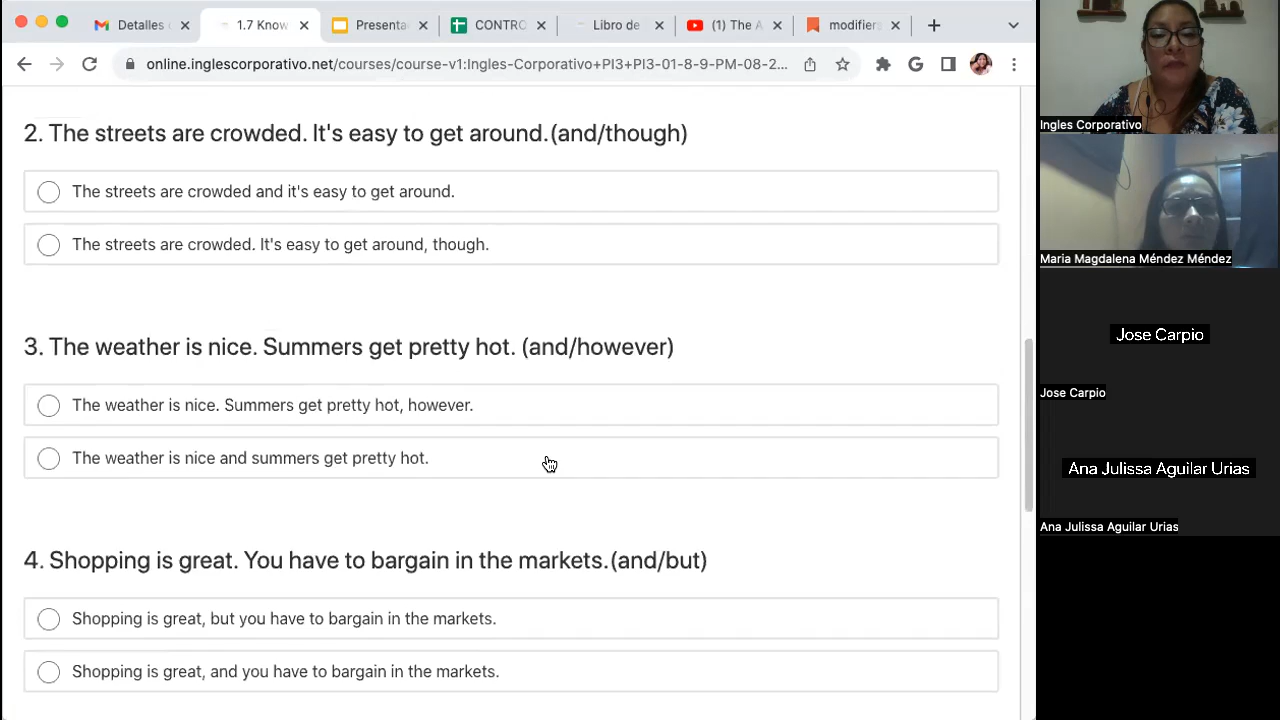 Detalles
1.7 Know
Presenta
CONTRO
Libro de
(1) The A
modifier
online.inglescorporativo.net/courses/course-v1:Ingles-Corporativo+PI3+PI3-01-8-9-PM-08-2...
2. The streets are crowded. It's easy to get around.(and/though)
The streets are crowded and it's easy to get around.
The streets are crowded. It's easy to get around, though.
3. The weather is nice. Summers get pretty hot. (and/however)
The weather is nice. Summers get pretty hot, however.
The weather is nice and summers get pretty hot.
4. Shopping is great. You have to bargain in the markets.(and/but)
Shopping is great, but you have to bargain in the markets.
Shopping is great, and you have to bargain in the markets.
Ingles Corporativo
Maria Magdalena Méndez Méndez
Jose Carpio
Jose Carpio
Ana Julissa Aguilar Urias
Ana Julissa Aguilar Urias